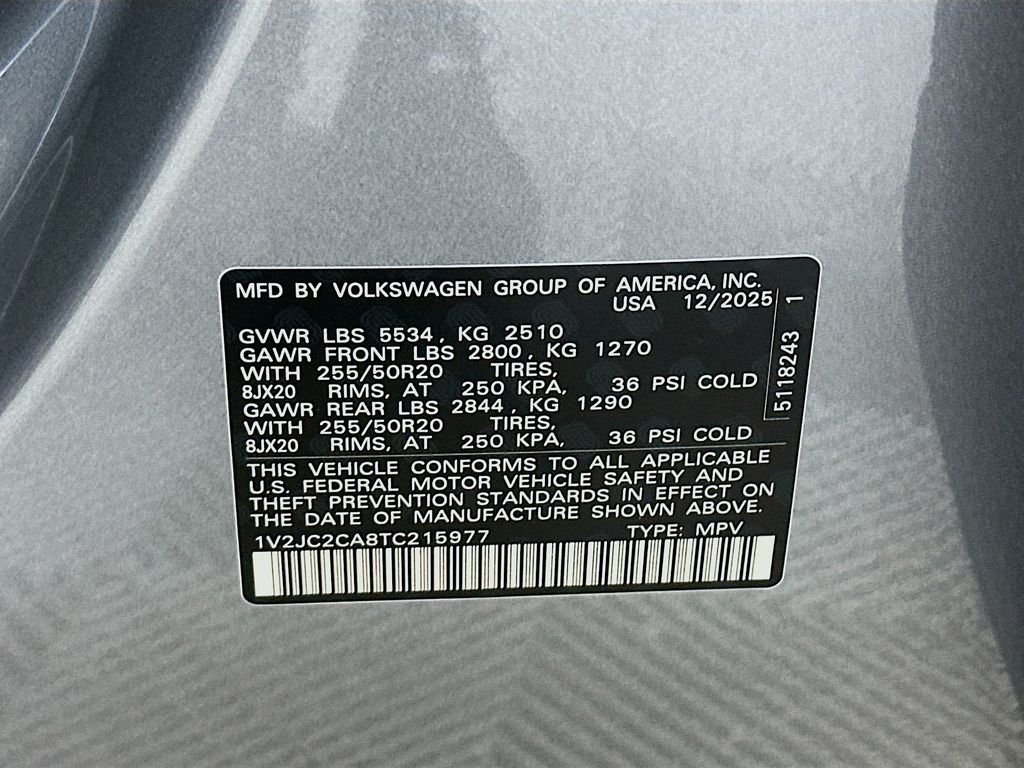 MFD BY VOLKSWAGEN GROUP OF AMERICA, INC.
USA 12/2025
GVWR LBS 5534, KG 2510
GAWR FRONT LBS 2800, KG 1270
WITH 255/50R20 TIRES,
8JX20 RIMS, AT 250 KPA, 36 PSI COLD
GAWR REAR LBS 2844, KG 1290
WITH 255/50R20 TIRES,
8JX20 RIMS, AT 250 KPA, 36 PSI COLD
5118243 1
THIS VEHICLE CONFORMS TO ALL APPLICABLE
U.S. FEDERAL MOTOR VEHICLE SAFETY AND
THEFT PREVENTION STANDARDS IN EFFECT ON
THE DATE OF MANUFACTURE SHOWN ABOVE.
1V2JC2CA8TC215977 TYPE: MPV